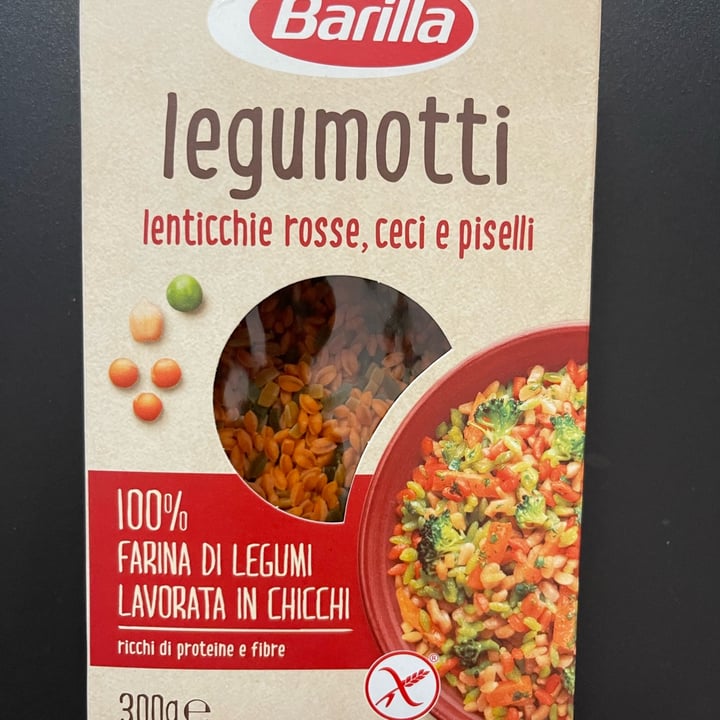 Barilla
legumotti
lenticchie rosse, ceci e piselli
100%
FARINA DI LEGUMI
LAVORATA IN CHICCHI
ricchi di proteine e fibre
300g e
®